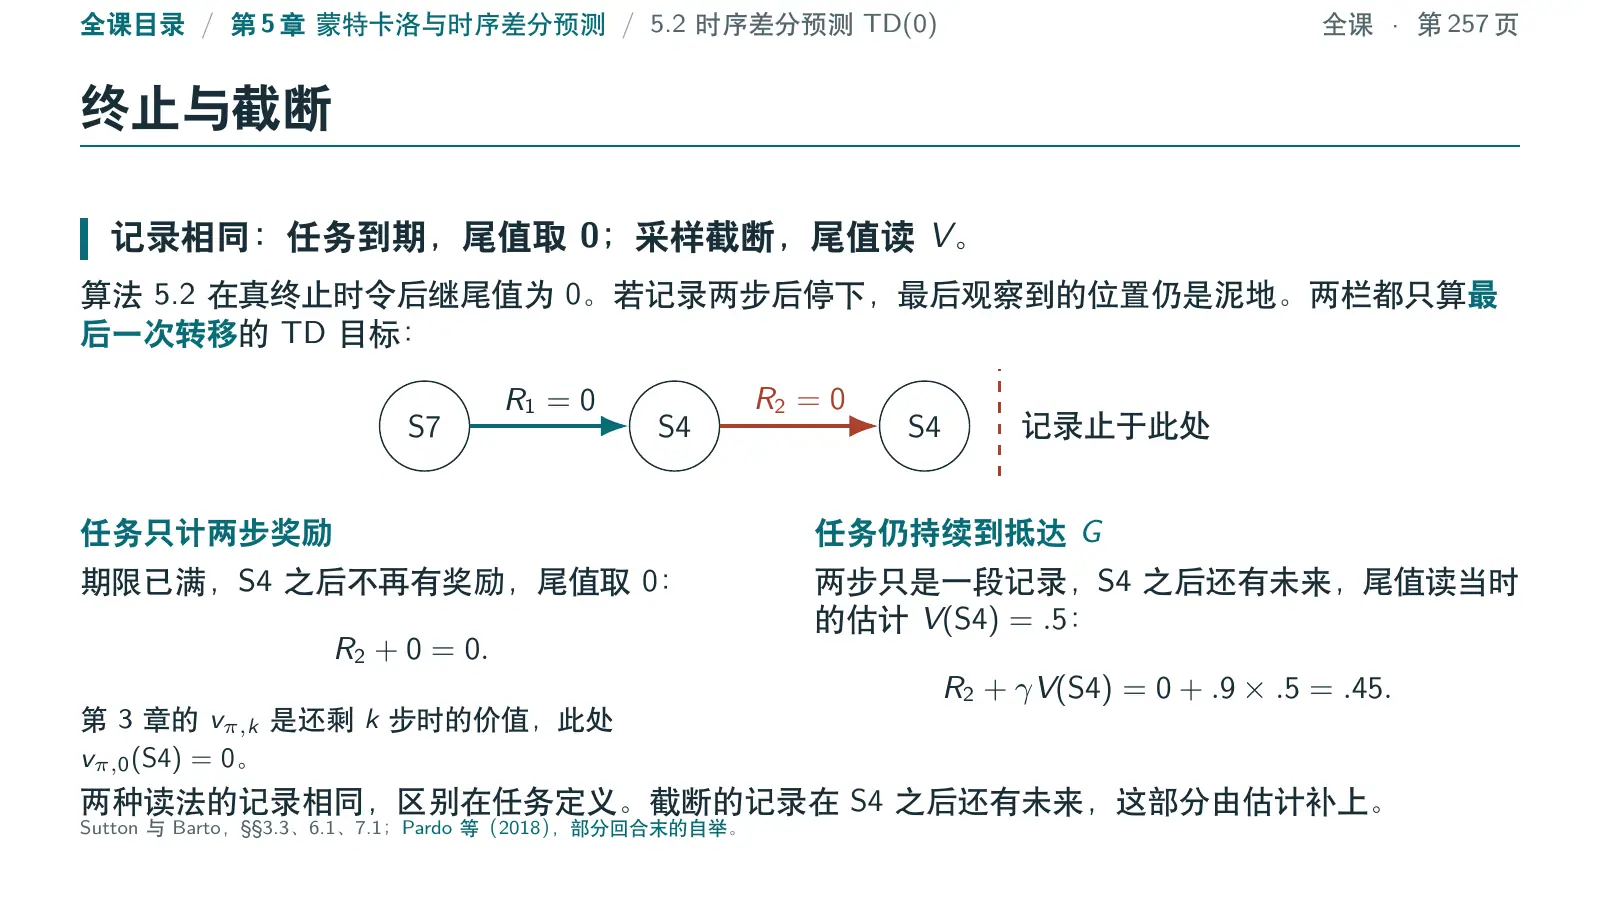 全课目录 / 第 5 章 蒙特卡洛与时序差分预测 / 5.2 时序差分预测 TD(0)
全课 · 第 257 页
终止与截断
记录相同：任务到期，尾值取 0；采样截断，尾值读 V。
算法 5.2 在真终止时令后继尾值为 0。若记录两步后停下，最后观察到的位置仍是泥地。两栏都只算最
后一次转移的 TD 目标：
S7 R₁ = 0 S4 R₂ = 0 S4 记录止于此处
任务只计两步奖励
期限已满，S4 之后不再有奖励，尾值取 0：
R₂ + 0 = 0.
第 3 章的 v_{π,k} 是还剩 k 步时的价值，此处
v_{π,0}(S4) = 0。
任务仍持续到抵达 G
两步只是一段记录，S4 之后还有未来，尾值读当时
的估计 V(S4) = .5：
R₂ + γV(S4) = 0 + .9 × .5 = .45.
两种读法的记录相同，区别在任务定义。截断的记录在 S4 之后还有未来，这部分由估计补上。
Sutton 与 Barto，§§3.3、6.1、7.1；Pardo 等（2018），部分回合末的自举。